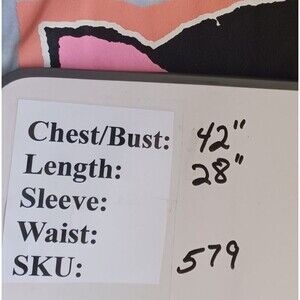 Chest/Bust: 42"
Length: 28"
Sleeve:
Waist:
SKU: 579